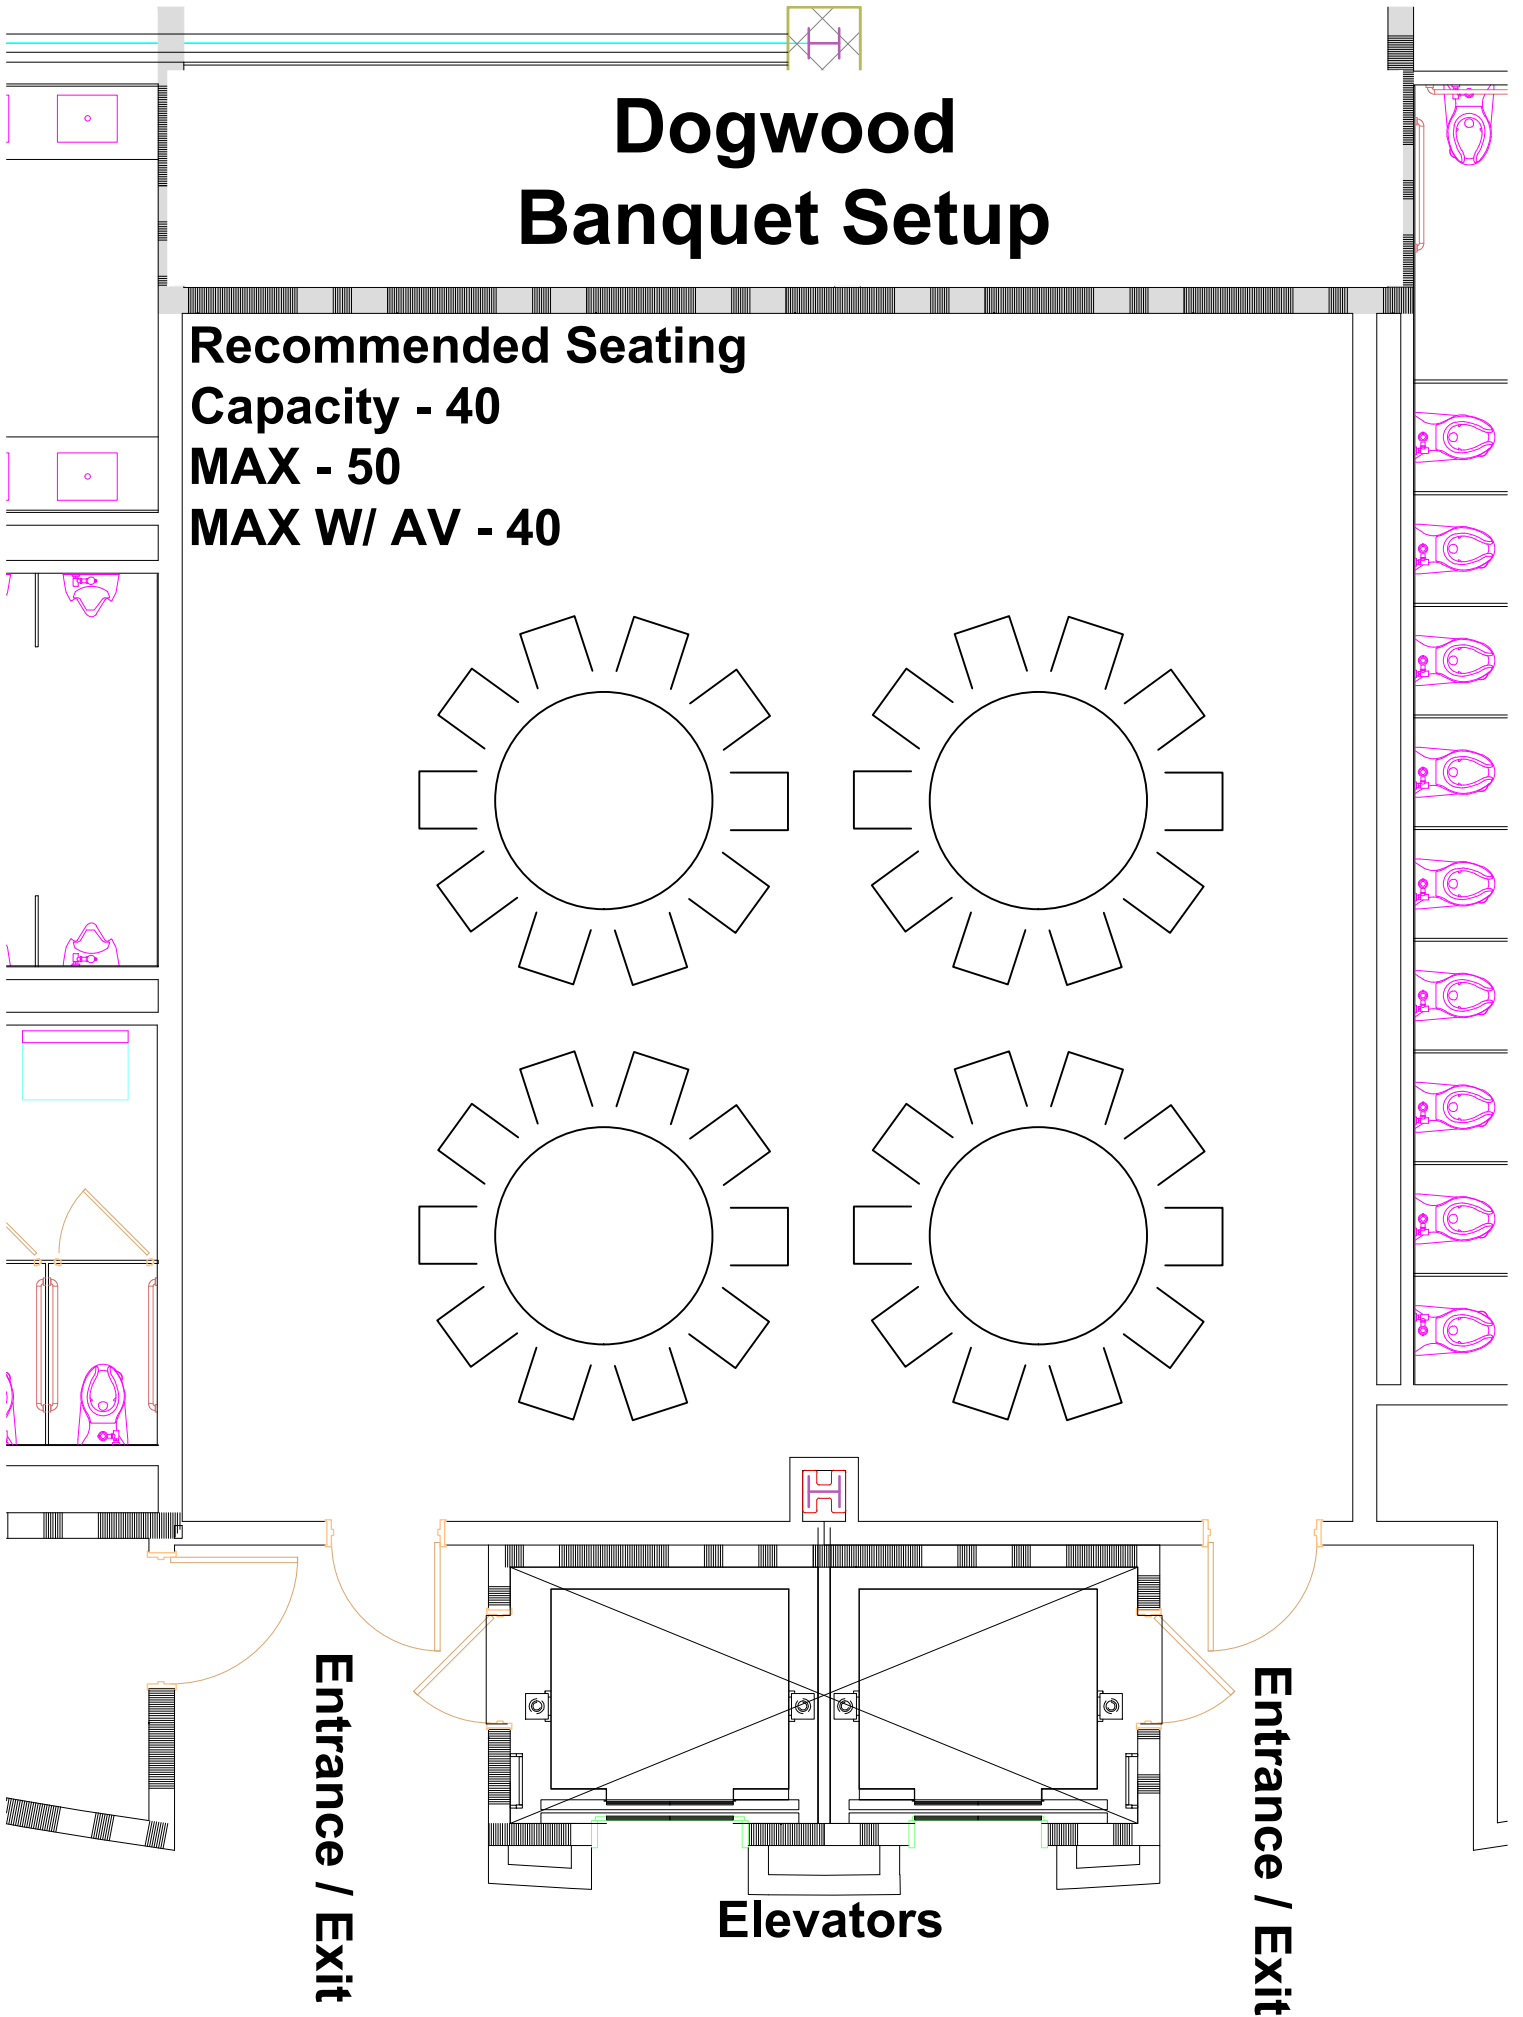 Dogwood
Banquet Setup
Recommended Seating
Capacity - 40
MAX - 50
MAX W/ AV - 40
Entrance / Exit
Elevators
Entrance / Exit